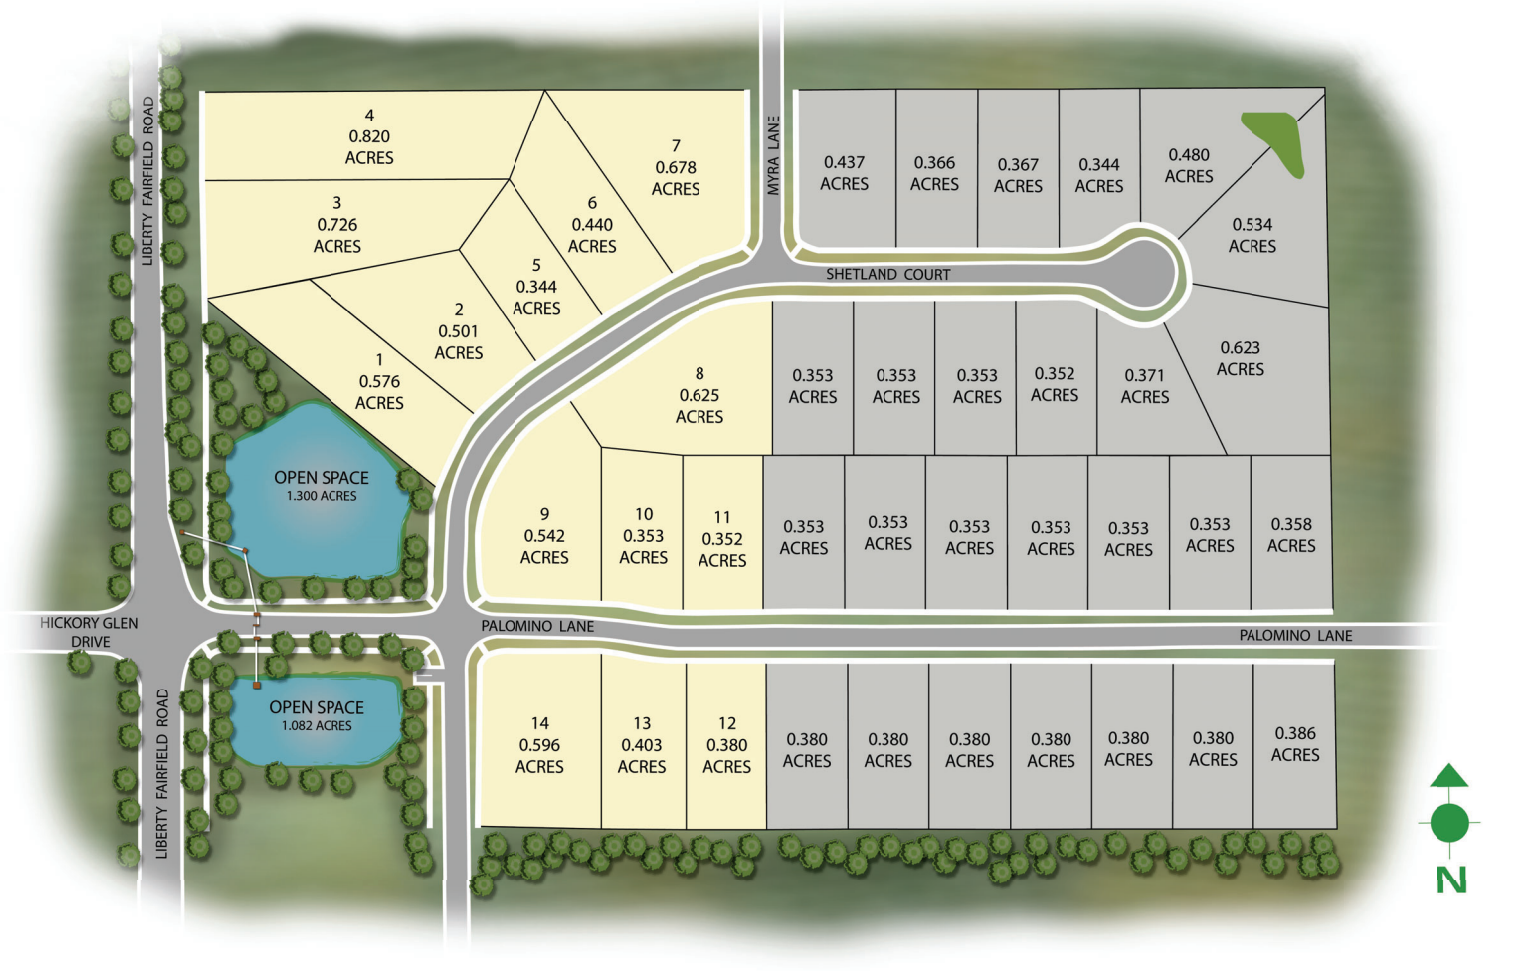 LIBERTY FAIRFIELD ROAD
4
0.820
ACRES
7
0.678
ACRES
MYRA LANE
0.437
ACRES
0.366
ACRES
0.367
ACRES
0.344
ACRES
0.480
ACRES
3
0.726
ACRES
6
0.440
ACRES
0.534
ACRES
5
0.344
ACRES
SHETLAND COURT
2
0.501
ACRES
1
0.576
ACRES
8
0.625
ACRES
0.353
ACRES
0.353
ACRES
0.353
ACRES
0.352
ACRES
0.371
ACRES
0.623
ACRES
OPEN SPACE
1.300 ACRES
9
0.542
ACRES
10
0.353
ACRES
11
0.352
ACRES
0.353
ACRES
0.353
ACRES
0.353
ACRES
0.353
ACRES
0.353
ACRES
0.353
ACRES
0.358
ACRES
HICKORY GLEN
DRIVE
PALOMINO LANE
PALOMINO LANE
LIBERTY FAIRFIELD ROAD
OPEN SPACE
1.082 ACRES
14
0.596
ACRES
13
0.403
ACRES
12
0.380
ACRES
0.380
ACRES
0.380
ACRES
0.380
ACRES
0.380
ACRES
0.380
ACRES
0.380
ACRES
0.386
ACRES
N